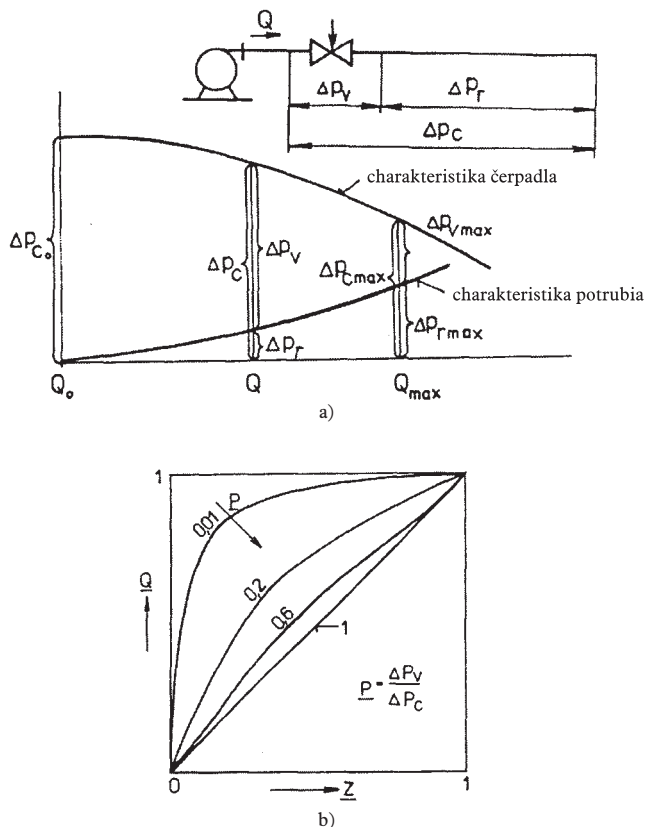 Q
Δp_V
Δp_r
Δp_C
charakteristika čerpadla
Δp_Vmax
Δp_C₀
Δp_C
Δp_V
Δp_Cmax
charakteristika potrubia
Δp_r
Δp_rmax
Q₀
Q
Q_max
a)
1
0,01
P
Q
0,2
0,6
1
P = ΔP_V / ΔP_C
0
Z
1
b)